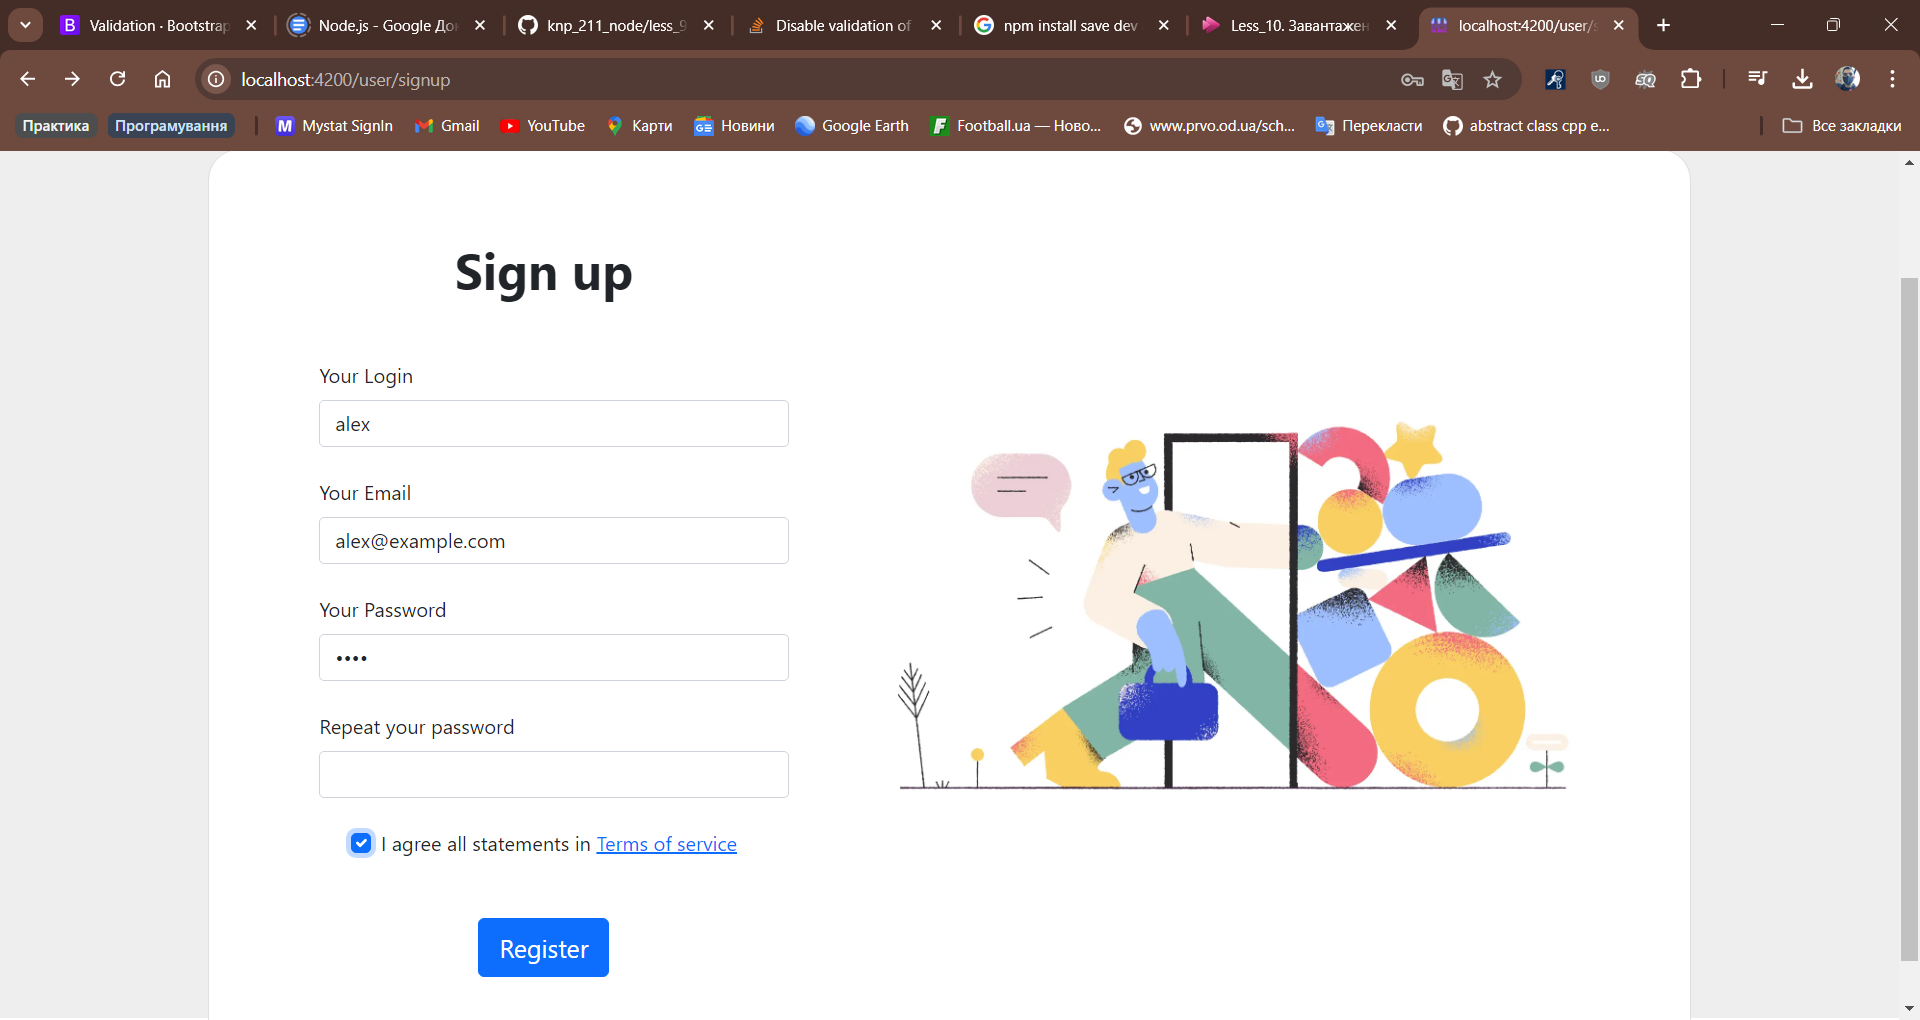 Validation · Bootstrap
Node.js - Google До
knp_211_node/less_9
Disable validation of
npm install save dev
Less_10. Завантажен
localhost:4200/user/s
localhost:4200/user/signup
Практика
Програмування
Mystat SignIn
Gmail
YouTube
Карти
Новини
Google Earth
Football.ua — Ново...
www.prvo.od.ua/sch...
Перекласти
abstract class cpp e...
Все закладки
Sign up
Your Login
alex
Your Email
alex@example.com
Your Password
••••
Repeat your password
I agree all statements in Terms of service
Register